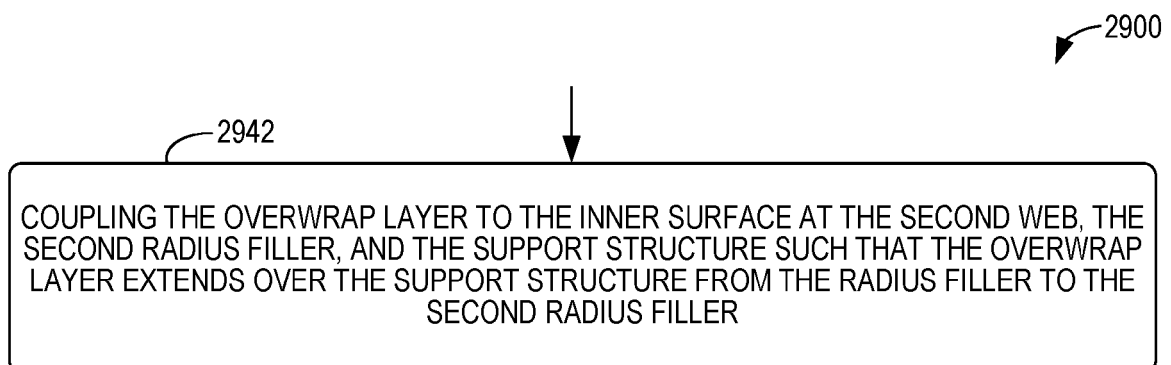 2900
2942
COUPLING THE OVERWRAP LAYER TO THE INNER SURFACE AT THE SECOND WEB, THE
SECOND RADIUS FILLER, AND THE SUPPORT STRUCTURE SUCH THAT THE OVERWRAP
LAYER EXTENDS OVER THE SUPPORT STRUCTURE FROM THE RADIUS FILLER TO THE
SECOND RADIUS FILLER